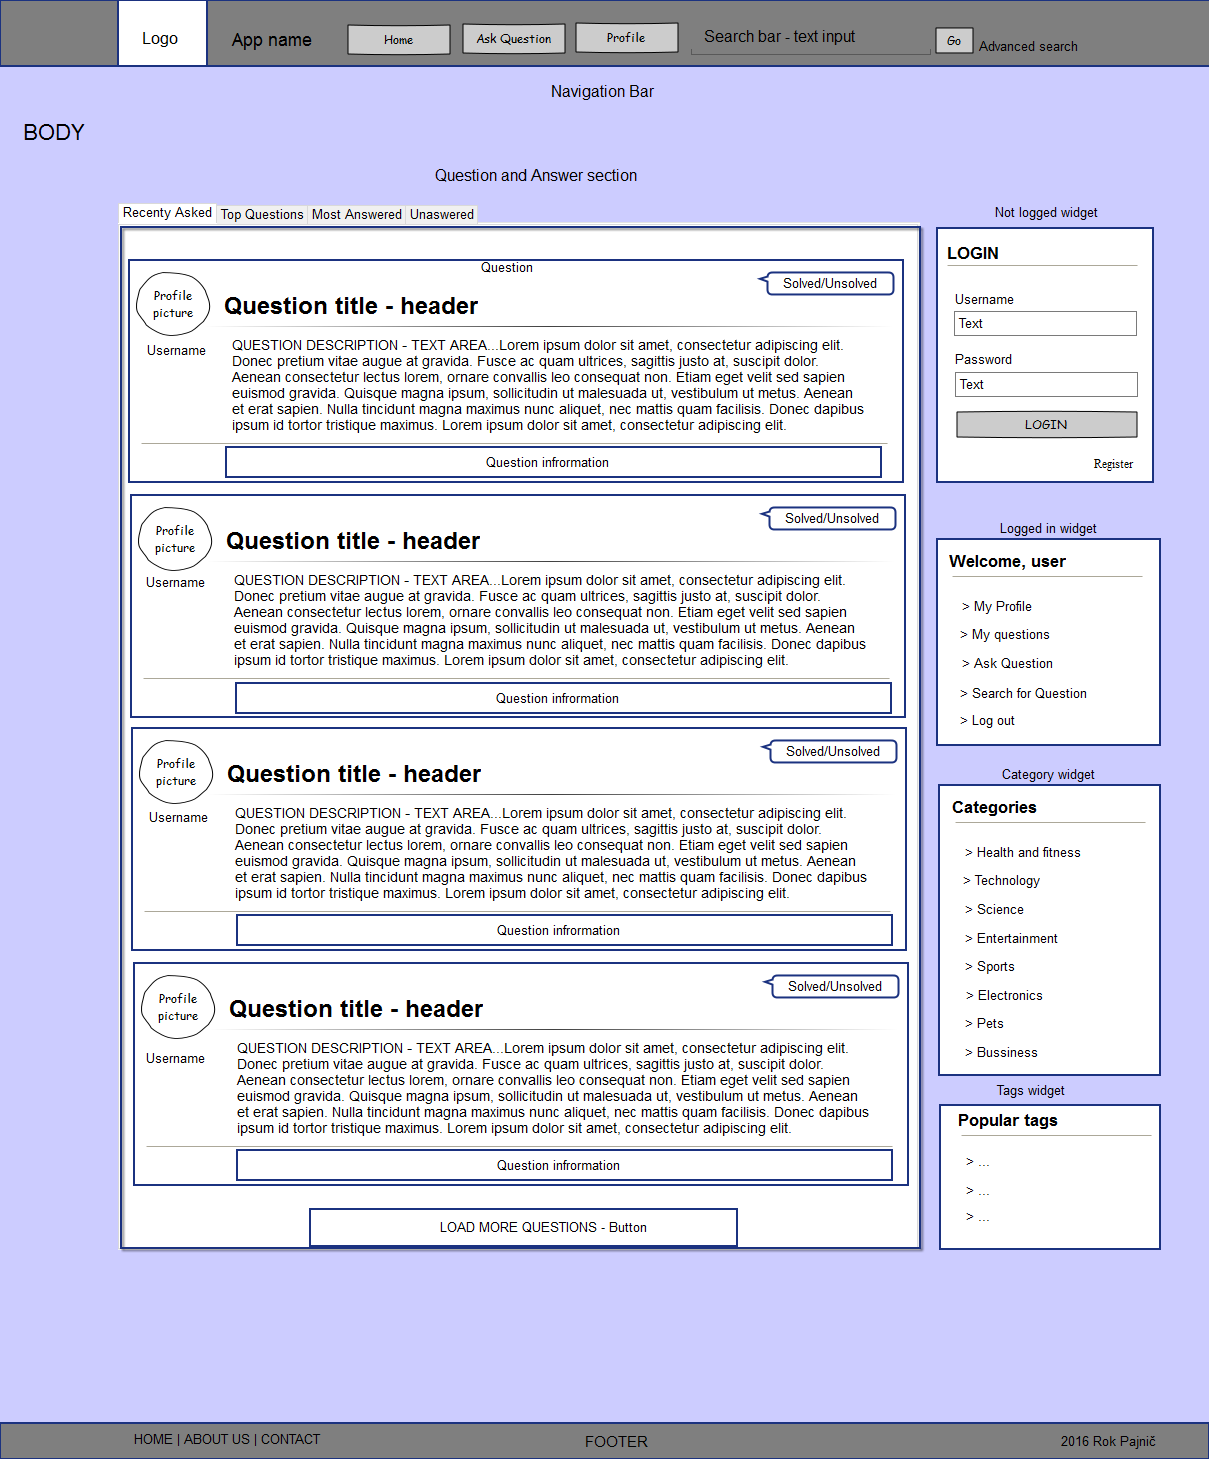 Logo
App name
Home
Ask Question
Profile
Search bar - text input
Go
Advanced search
Navigation Bar
BODY
Question and Answer section
Recenty Asked
Top Questions
Most Answered
Unaswered
Question
Profile
picture
Username
Question title - header
Solved/Unsolved
QUESTION DESCRIPTION - TEXT AREA...Lorem ipsum dolor sit amet, consectetur adipiscing elit.
Donec pretium vitae augue at gravida. Fusce ac quam ultrices, sagittis justo at, suscipit dolor.
Aenean consectetur lectus lorem, ornare convallis leo consequat non. Etiam eget velit sed sapien
euismod gravida. Quisque magna ipsum, sollicitudin ut malesuada ut, vestibulum ut metus. Aenean
et erat sapien. Nulla tincidunt magna maximus nunc aliquet, nec mattis quam facilisis. Donec dapibus
ipsum id tortor tristique maximus. Lorem ipsum dolor sit amet, consectetur adipiscing elit.
Question infrormation
Profile
picture
Username
Question title - header
Solved/Unsolved
QUESTION DESCRIPTION - TEXT AREA...Lorem ipsum dolor sit amet, consectetur adipiscing elit.
Donec pretium vitae augue at gravida. Fusce ac quam ultrices, sagittis justo at, suscipit dolor.
Aenean consectetur lectus lorem, ornare convallis leo consequat non. Etiam eget velit sed sapien
euismod gravida. Quisque magna ipsum, sollicitudin ut malesuada ut, vestibulum ut metus. Aenean
et erat sapien. Nulla tincidunt magna maximus nunc aliquet, nec mattis quam facilisis. Donec dapibus
ipsum id tortor tristique maximus. Lorem ipsum dolor sit amet, consectetur adipiscing elit.
Question infrormation
Profile
picture
Username
Question title - header
Solved/Unsolved
QUESTION DESCRIPTION - TEXT AREA...Lorem ipsum dolor sit amet, consectetur adipiscing elit.
Donec pretium vitae augue at gravida. Fusce ac quam ultrices, sagittis justo at, suscipit dolor.
Aenean consectetur lectus lorem, ornare convallis leo consequat non. Etiam eget velit sed sapien
euismod gravida. Quisque magna ipsum, sollicitudin ut malesuada ut, vestibulum ut metus. Aenean
et erat sapien. Nulla tincidunt magna maximus nunc aliquet, nec mattis quam facilisis. Donec dapibus
ipsum id tortor tristique maximus. Lorem ipsum dolor sit amet, consectetur adipiscing elit.
Question infrormation
Profile
picture
Username
Question title - header
Solved/Unsolved
QUESTION DESCRIPTION - TEXT AREA...Lorem ipsum dolor sit amet, consectetur adipiscing elit.
Donec pretium vitae augue at gravida. Fusce ac quam ultrices, sagittis justo at, suscipit dolor.
Aenean consectetur lectus lorem, ornare convallis leo consequat non. Etiam eget velit sed sapien
euismod gravida. Quisque magna ipsum, sollicitudin ut malesuada ut, vestibulum ut metus. Aenean
et erat sapien. Nulla tincidunt magna maximus nunc aliquet, nec mattis quam facilisis. Donec dapibus
ipsum id tortor tristique maximus. Lorem ipsum dolor sit amet, consectetur adipiscing elit.
Question infrormation
LOAD MORE QUESTIONS - Button
Not logged widget
LOGIN
Username
Text
Password
Text
LOGIN
Register
Logged in widget
Welcome, user
> My Profile
> My questions
> Ask Question
> Search for Question
> Log out
Category widget
Categories
> Health and fitness
> Technology
> Science
> Entertainment
> Sports
> Electronics
> Pets
> Bussiness
Tags widget
Popular tags
> ...
> ...
> ...
HOME | ABOUT US | CONTACT
FOOTER
2016 Rok Pajnič